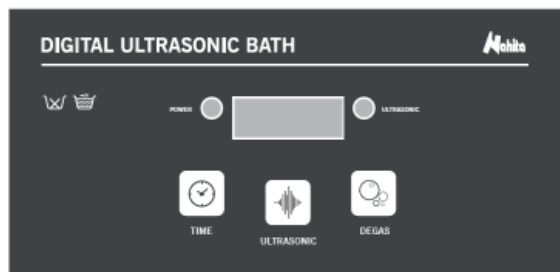 DIGITAL ULTRASONIC BATH
Nahita
POWER
ULTRASONIC
TIME
ULTRASONIC
DEGAS